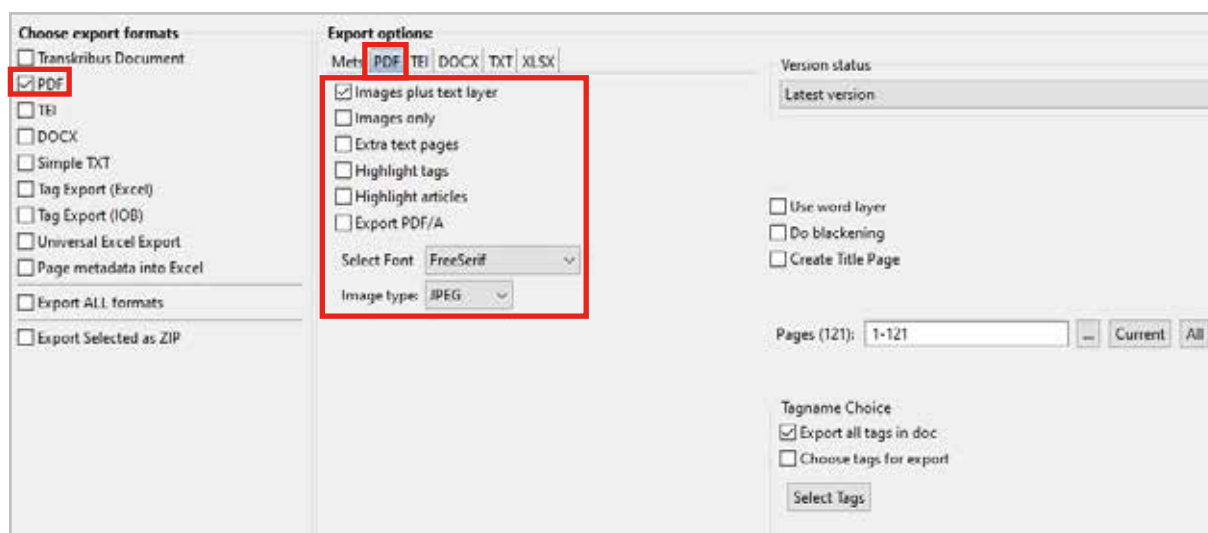 Choose export formats
Transkribus Document
PDF
TEI
DOCX
Simple TXT
Tag Export (Excel)
Tag Export (IOB)
Universal Excel Export
Page metadata into Excel
Export ALL formats
Export Selected as ZIP
Export options:
Mets PDF TEI DOCX TXT XLSX
Images plus text layer
Images only
Extra text pages
Highlight tags
Highlight articles
Export PDF/A
Select Font FreeSerif
Image type: JPEG
Version status
Latest version
Use word layer
Do blackening
Create Title Page
Pages (121): 1-121 ... Current All
Tagname Choice
Export all tags in doc
Choose tags for export
Select Tags